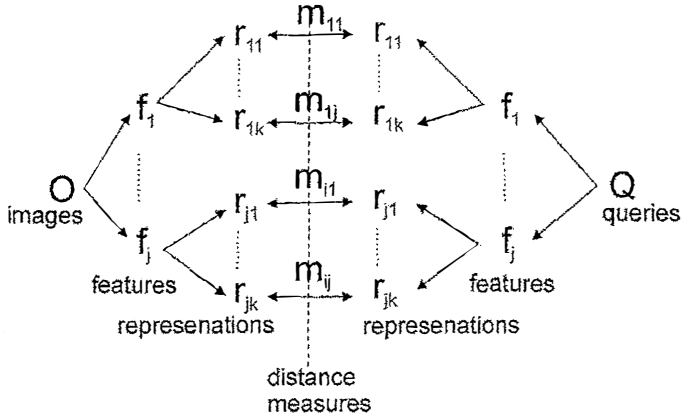 m11
r11 r11
f1 f1
m1j
r1k r1k
O Q
images queries
mi1
rj1 rj1
fj fj
features features
mij
rjk rjk
represenations represenations
distance
measures